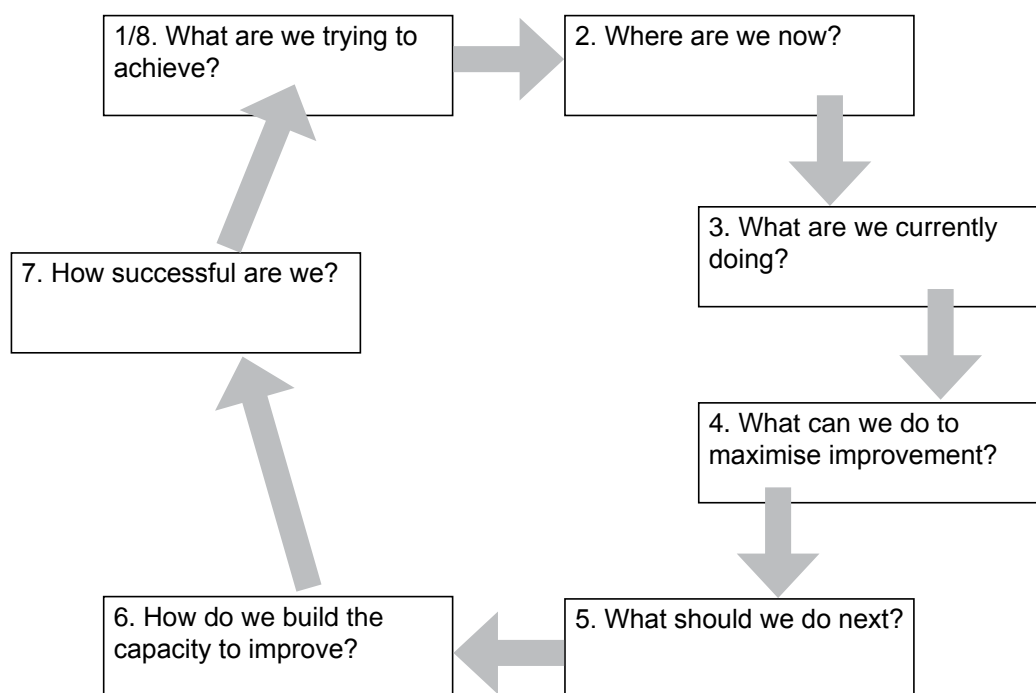 1/8. What are we trying to
achieve?
2. Where are we now?
3. What are we currently
doing?
4. What can we do to
maximise improvement?
5. What should we do next?
6. How do we build the
capacity to improve?
7. How successful are we?